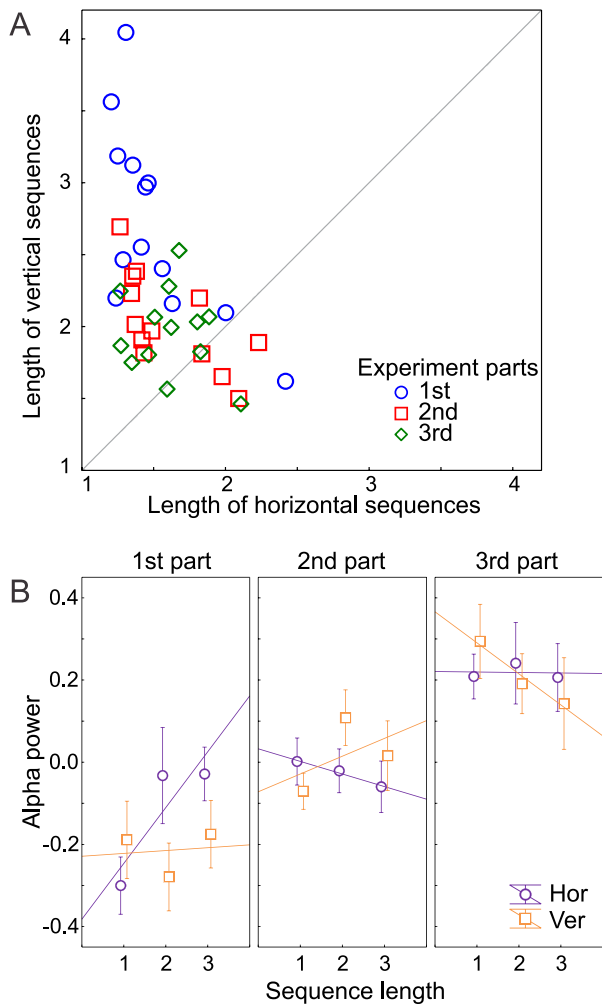 A
4
3
2
1
Length of vertical sequences
Experiment parts
1st
2nd
3rd
1 2 3 4
Length of horizontal sequences
B
1st part 2nd part 3rd part
0.4
0.2
0.0
-0.2
-0.4
Alpha power
Hor
Ver
1 2 3 1 2 3 1 2 3
Sequence length